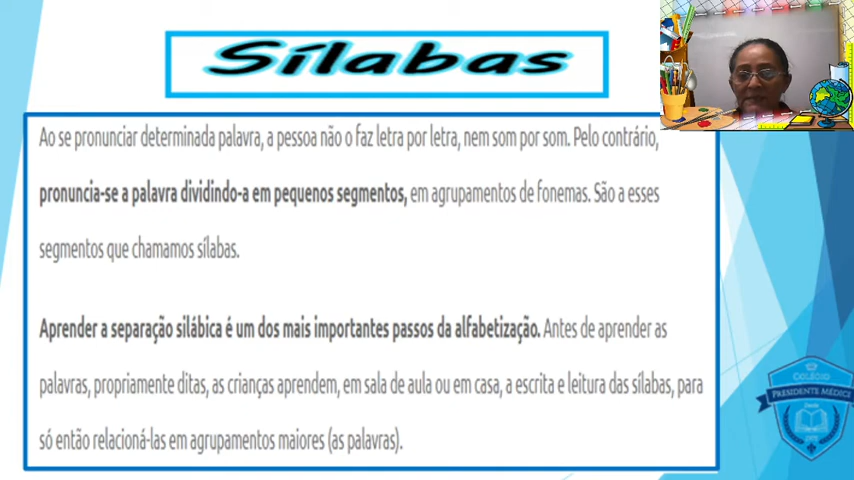 Sílabas
Ao se pronunciar determinada palavra, a pessoa não o faz letra por letra, nem som por som. Pelo contrário,
pronuncia-se a palavra dividindo-a em pequenos segmentos, em agrupamentos de fonemas. São a esses
segmentos que chamamos sílabas.
Aprender a separação silábica é um dos mais importantes passos da alfabetização. Antes de aprender as
palavras, propriamente ditas, as crianças aprendem, em sala de aula ou em casa, a escrita e leitura das sílabas, para
só então relacioná-las em agrupamentos maiores (as palavras).
COLÉGIO
PRESIDENTE MÉDICI